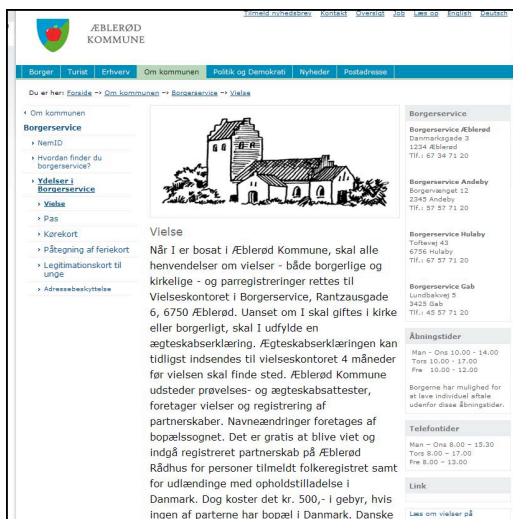 Tilmeld nyhedsbrev Kontakt Oversigt Job Læs op English Deutsch
ÆBLERØD
KOMMUNE
Borger Turist Erhverv Om kommunen Politik og Demokrati Nyheder Postadresse
Du er her: Forside -> Om kommunen -> Borgerservice -> Vielse
Om kommunen
Borgerservice
NemID
Hvordan finder du
borgerservice?
Ydelser i
Borgerservice
Vielse
Pas
Kørekort
Påtegning af feriekort
Legitimationskort til
unge
Adressebeskyttelse
Vielse
Når I er bosat i Æblerød Kommune, skal alle
henvendelser om vielser - både borgerlige og
kirkelige - og parregistreringer rettes til
Vielseskontoret i Borgerservice, Rantzausgade
6, 6750 Æblerød. Uanset om I skal giftes i kirke
eller borgerligt, skal I udfylde en
ægteskabserklæring. Ægteskabserklæringen kan
tidligst indsendes til vielseskontoret 4 måneder
før vielsen skal finde sted. Æblerød Kommune
udsteder prøvelses- og ægteskabsattester,
foretager vielser og registrering af
partnerskaber. Navneændringer foretages af
bopælssognet. Det er gratis at blive viet og
indgå registreret partnerskab på Æblerød
Rådhus for personer tilmeldt folkeregistret samt
for udlændinge med opholdstilladelse i
Danmark. Dog koster det kr. 500,- i gebyr, hvis
ingen af parterne har bopæl i Danmark. Danske
Borgerservice
Borgerservice Æblerød
Danmarksgade 3
1234 Æblerød
Tlf.: 67 34 71 20
Borgerservice Andeby
Borgervænget 12
2345 Andeby
Tlf.: 57 57 71 20
Borgerservice Hulaby
Toftevej 43
6756 Hulaby
Tlf.: 67 57 71 20
Borgerservice Gab
Lundbakvej 5
3425 Gab
Tlf.: 45 57 71 20
Åbningstider
Man - Ons 10.00 - 14.00
Tors 10.00 - 17.00
Fre 10.00 - 12.00
Borgerne har mulighed for
at lave individuel aftale
udenfor disse åbningstider.
Telefontider
Man – Ons 8.00 – 15.30
Tors 8.00 – 17.00
Fre 8.00 – 13.00
Link
Læs om vielser på